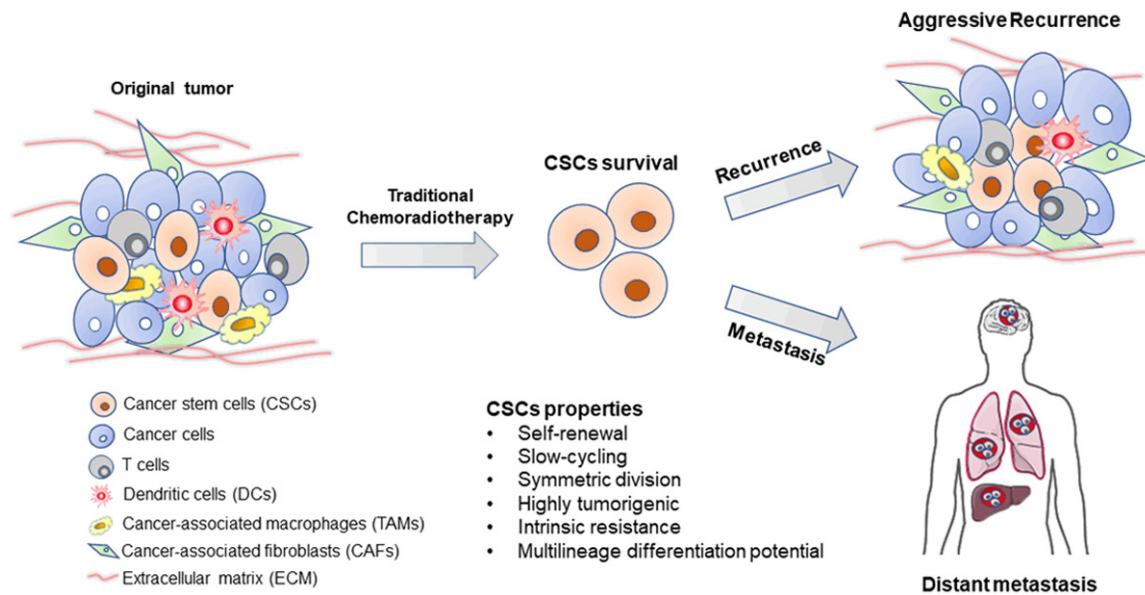 Original tumor
Traditional
Chemoradiotherapy
CSCs survival
Recurrence
Metastasis
Aggressive Recurrence
Cancer stem cells (CSCs)
Cancer cells
T cells
Dendritic cells (DCs)
Cancer-associated macrophages (TAMs)
Cancer-associated fibroblasts (CAFs)
Extracellular matrix (ECM)
CSCs properties
• Self-renewal
• Slow-cycling
• Symmetric division
• Highly tumorigenic
• Intrinsic resistance
• Multilineage differentiation potential
Distant metastasis